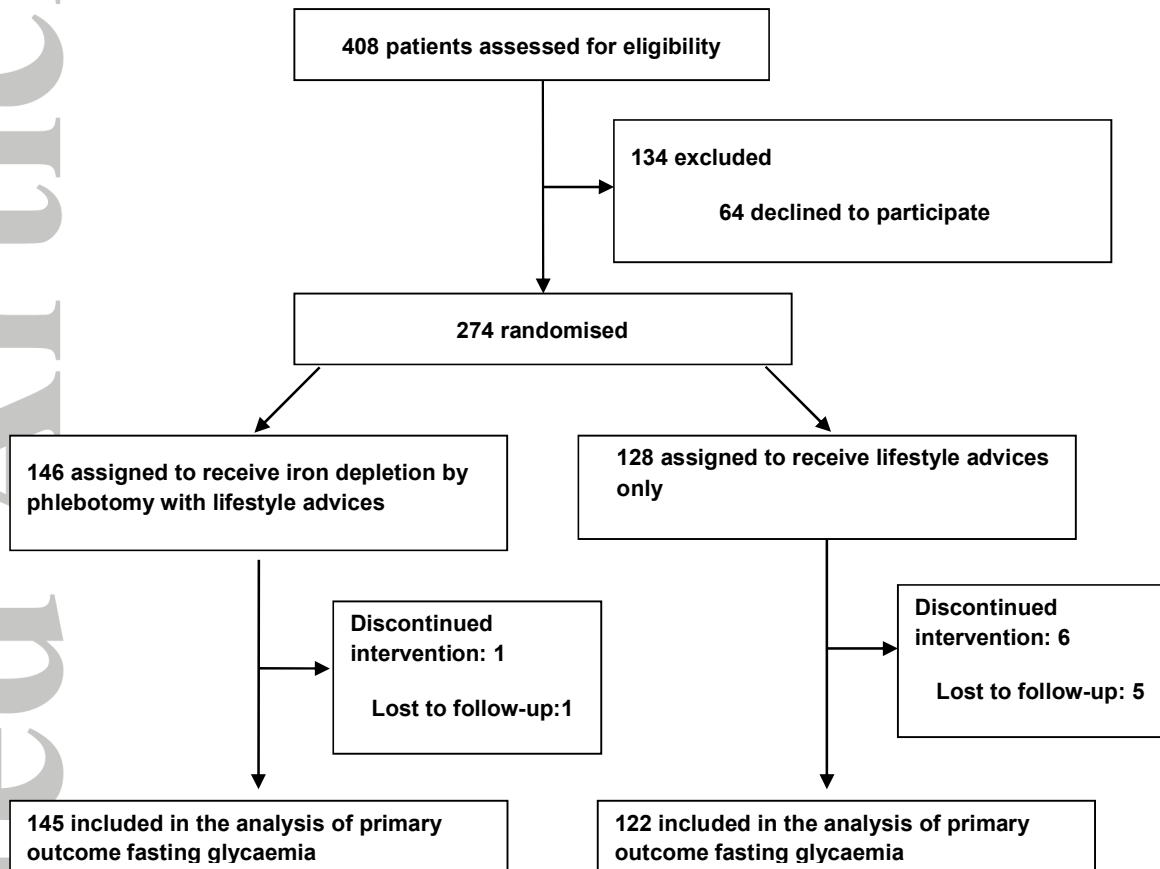 408 patients assessed for eligibility
134 excluded
64 declined to participate
274 randomised
146 assigned to receive iron depletion by
phlebotomy with lifestyle advices
128 assigned to receive lifestyle advices
only
Discontinued
intervention: 1
Lost to follow-up:1
Discontinued
intervention: 6
Lost to follow-up: 5
145 included in the analysis of primary
outcome fasting glycaemia
122 included in the analysis of primary
outcome fasting glycaemia